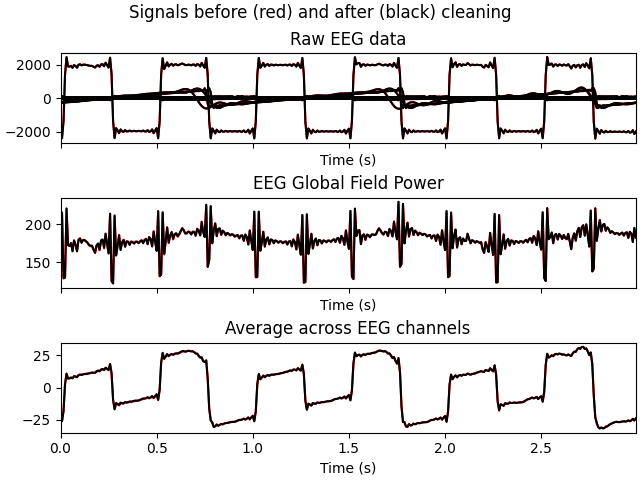 Signals before (red) and after (black) cleaning
Raw EEG data
2000
0
−2000
Time (s)
EEG Global Field Power
200
150
Time (s)
Average across EEG channels
25
0
−25
0.0 0.5 1.0 1.5 2.0 2.5
Time (s)